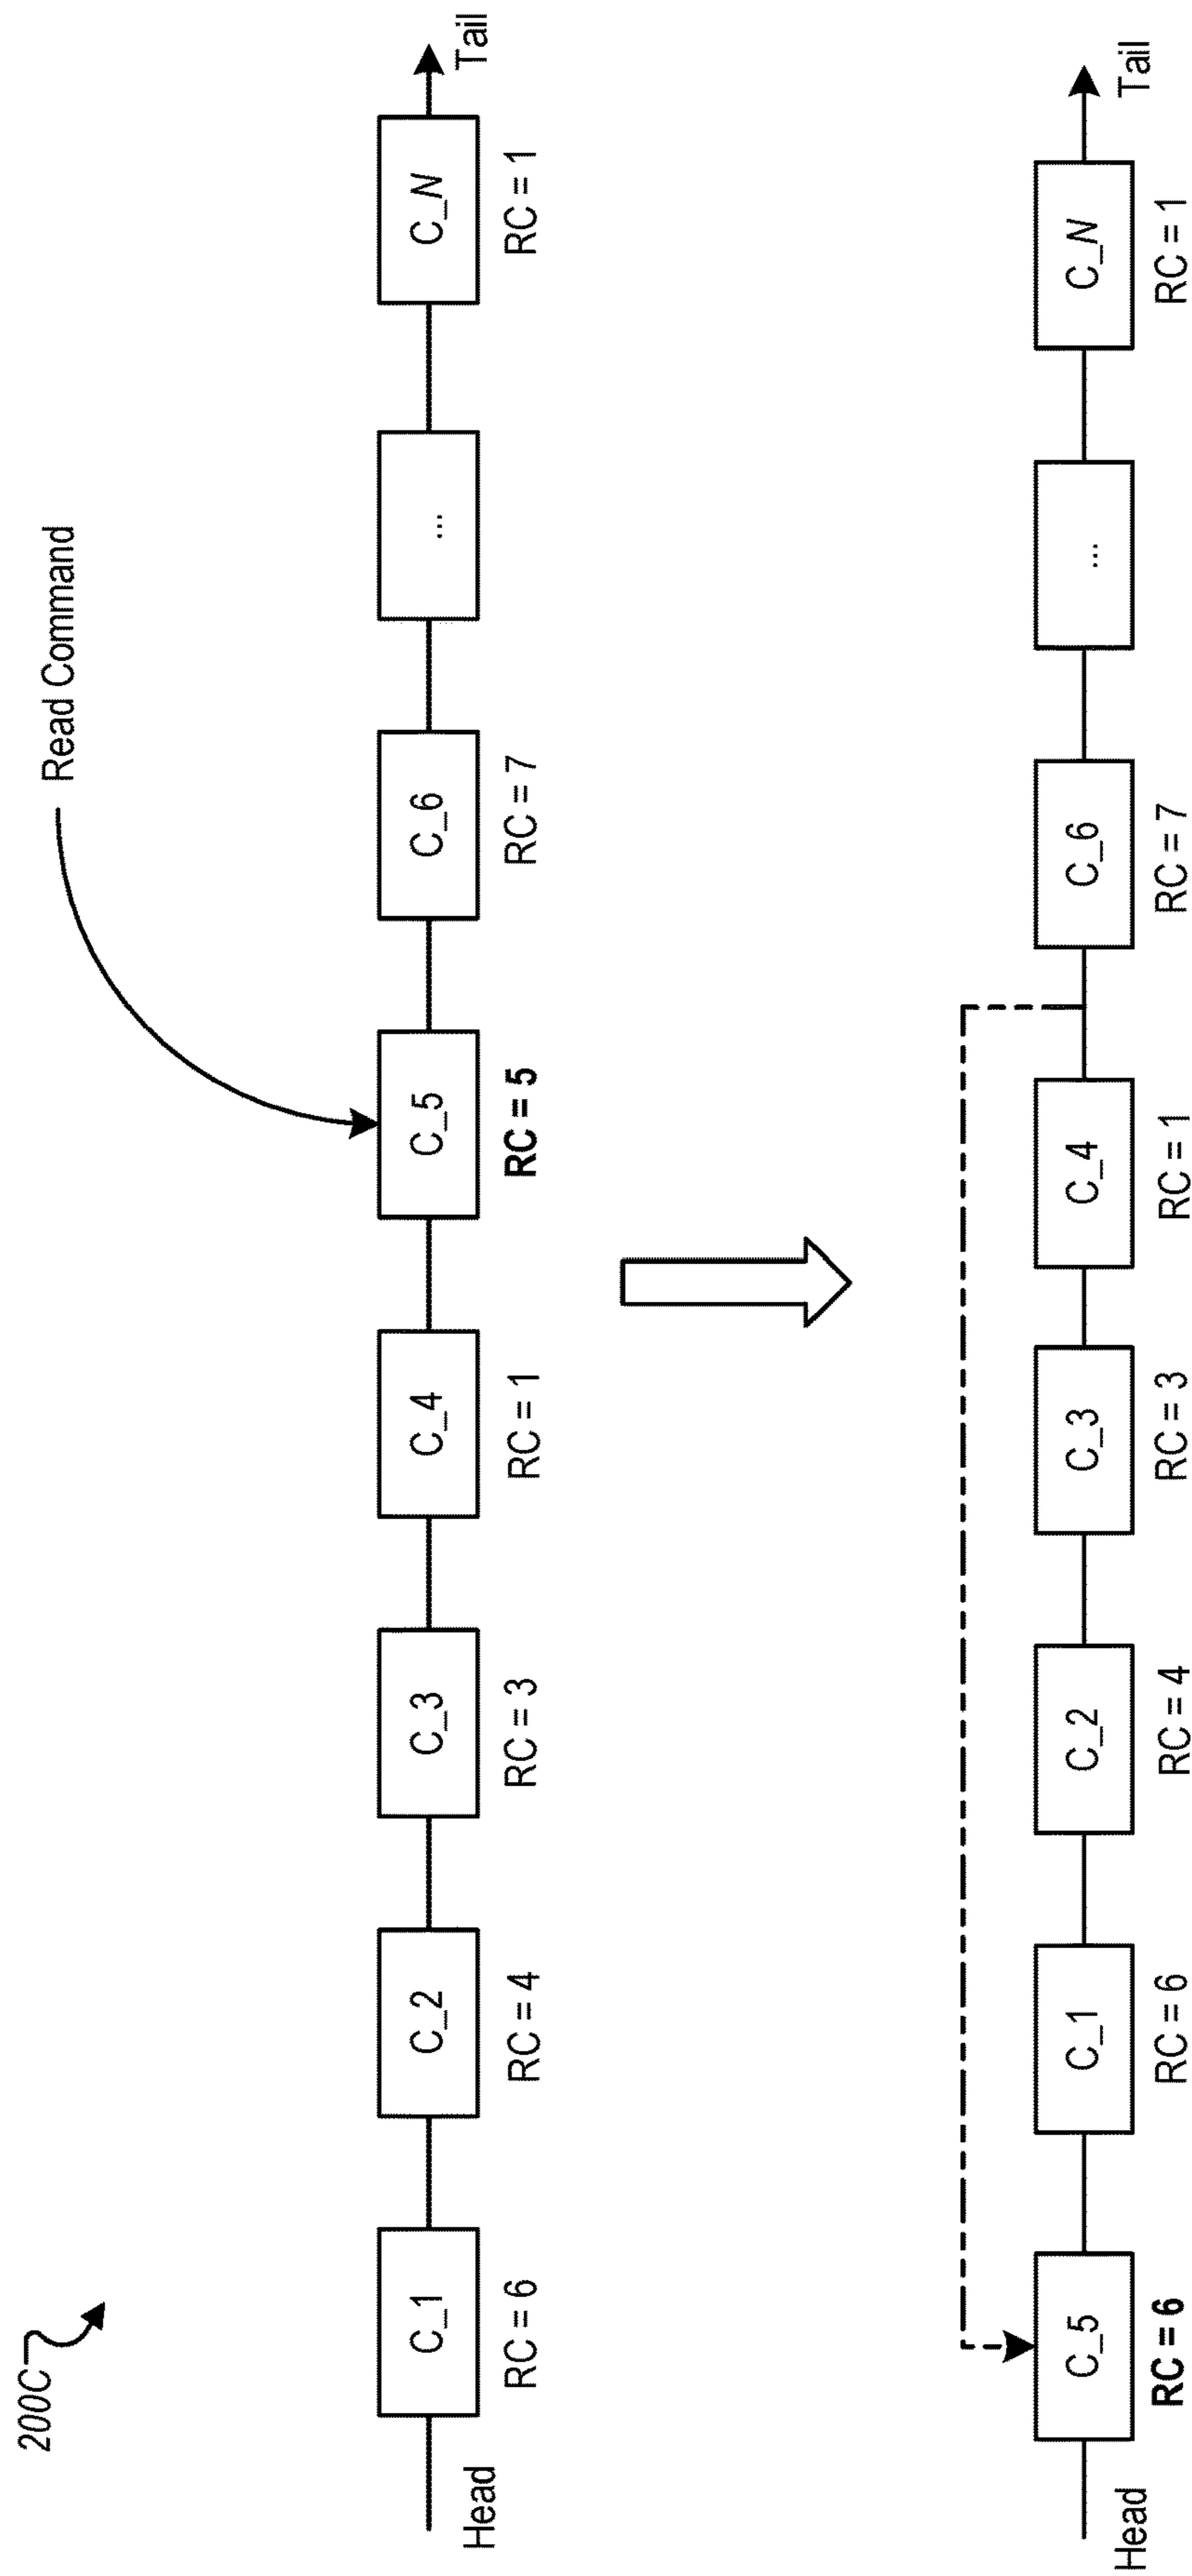 200C
Read Command
Head
C_1
C_2
C_3
C_4
C_5
C_6
...
C_N
Tail
RC = 6
RC = 4
RC = 3
RC = 1
RC = 5
RC = 7
RC = 1
Head
C_5
C_1
C_2
C_3
C_4
C_6
...
C_N
Tail
RC = 6
RC = 6
RC = 4
RC = 3
RC = 1
RC = 7
RC = 1